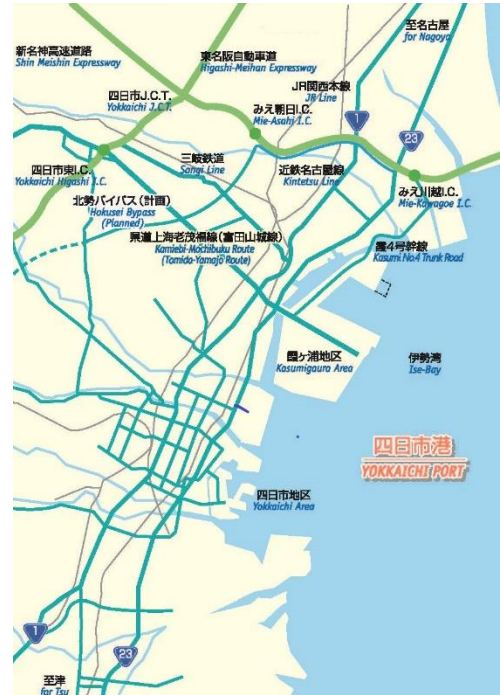 至名古屋
for Nagoya
新名神高速道路
Shin Meishin Expressway
東名阪自動車道
Higashi-Meihan Expressway
JR関西本線
JR Line
四日市J.C.T.
Yokkaichi J.C.T.
みえ朝日I.C.
Mie-Asahi I.C.
1
23
四日市東I.C.
Yokkaichi Higashi I.C.
三岐鉄道
Sangi Line
近鉄名古屋線
Kintetsu Line
みえ川越I.C.
Mie-Kawagoe I.C.
北勢バイパス(計画)
Hokusei Bypass
(Planned)
県道上海老茂福線(富田山城線)
Kamiebi-Mochibuku Route
(Tomida-Yamajo Route)
霞4号幹線
Kasumi No.4 Trunk Road
霞ヶ浦地区
Kasumigaura Area
伊勢湾
Ise-Bay
四日市港
YOKKAICHI PORT
四日市地区
Yokkaichi Area
1
23
至津
for Tsu